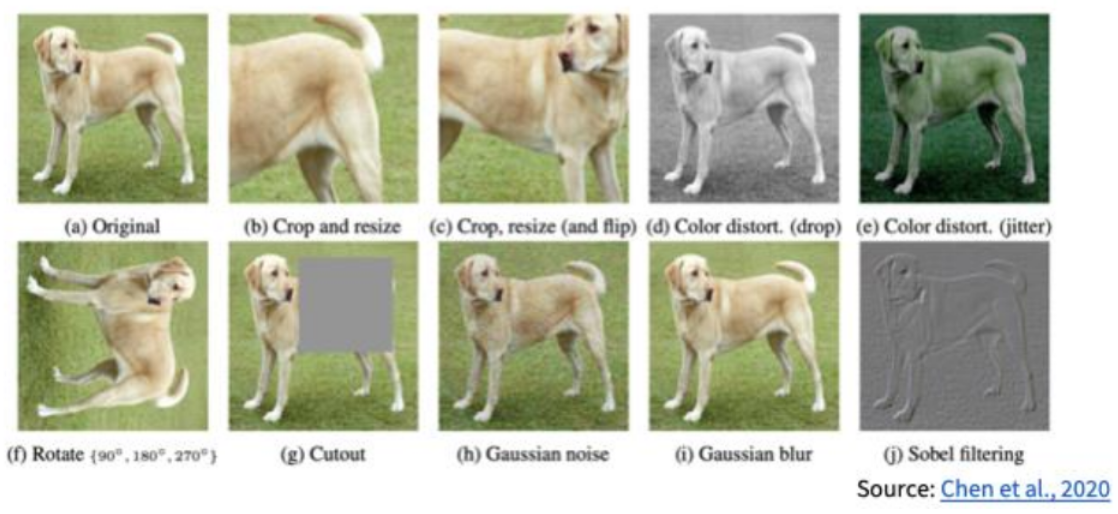 (a) Original (b) Crop and resize (c) Crop, resize (and flip) (d) Color distort. (drop) (e) Color distort. (jitter)
(f) Rotate {90°, 180°, 270°} (g) Cutout (h) Gaussian noise (i) Gaussian blur (j) Sobel filtering
Source: Chen et al., 2020